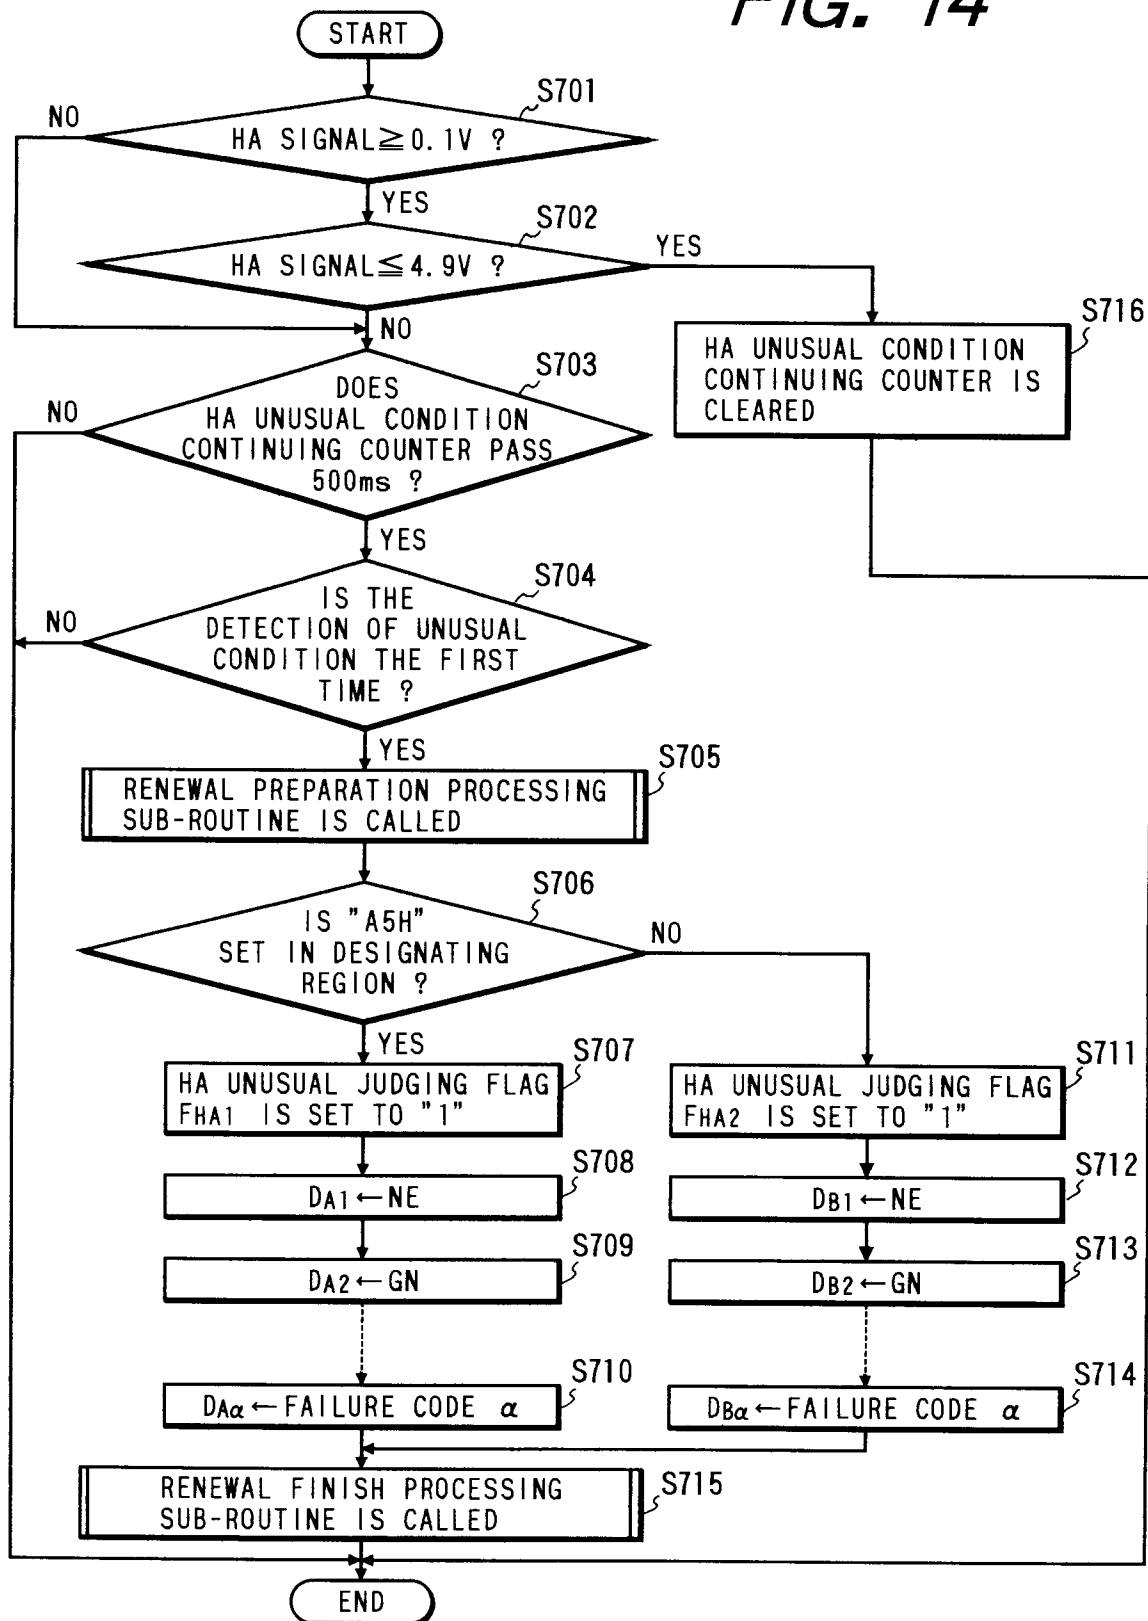 FIG. 14
START
S701
NO
HA SIGNAL≧0.1V ?
YES
S702
HA SIGNAL≦4.9V ?
YES
NO
S716
HA UNUSUAL CONDITION
CONTINUING COUNTER IS
CLEARED
S703
NO
DOES
HA UNUSUAL CONDITION
CONTINUING COUNTER PASS
500ms ?
YES
S704
NO
IS THE
DETECTION OF UNUSUAL
CONDITION THE FIRST
TIME ?
YES
S705
RENEWAL PREPARATION PROCESSING
SUB-ROUTINE IS CALLED
S706
IS "A5H"
SET IN DESIGNATING
REGION ?
NO
YES
S707
HA UNUSUAL JUDGING FLAG
FHA1 IS SET TO "1"
S708
DA1←NE
S709
DA2←GN
S710
DAα←FAILURE CODE α
S711
HA UNUSUAL JUDGING FLAG
FHA2 IS SET TO "1"
S712
DB1←NE
S713
DB2←GN
S714
DBα←FAILURE CODE α
S715
RENEWAL FINISH PROCESSING
SUB-ROUTINE IS CALLED
END